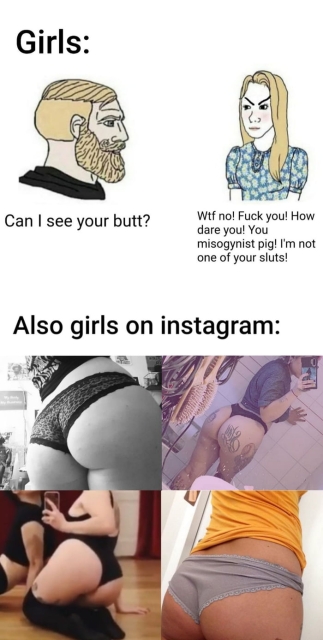 Girls:
Can I see your butt?
Wtf no! Fuck you! How
dare you! You
misogynist pig! I'm not
one of your sluts!
Also girls on instagram: